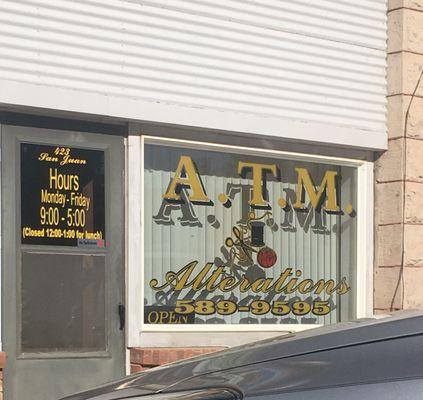 423
San Juan
Hours
Monday - Friday
9:00 - 5:00
(Closed 12:00-1:00 for lunch)
A.T.M.
Alterations
589-9595
OPEN